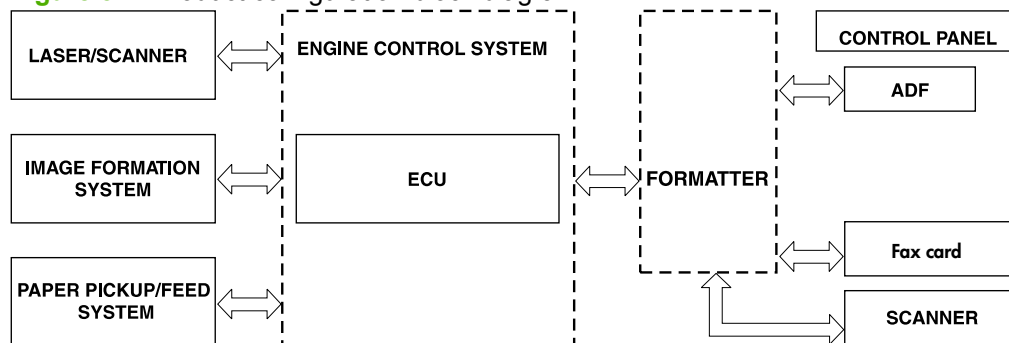 LASER/SCANNER
ENGINE CONTROL SYSTEM
CONTROL PANEL
ADF
IMAGE FORMATION
SYSTEM
ECU
FORMATTER
Fax card
PAPER PICKUP/FEED
SYSTEM
SCANNER